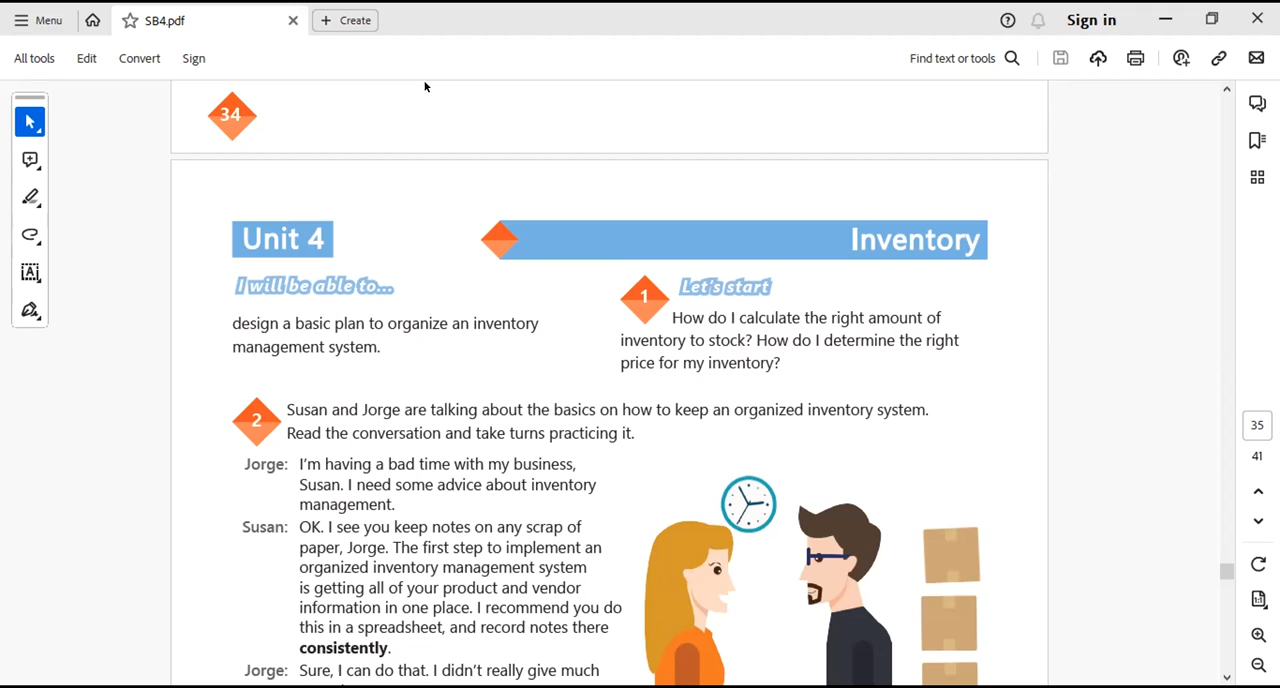 Menu
SB4.pdf
Create
Sign in
All tools
Edit
Convert
Sign
Find text or tools
34
Unit 4
Inventory
I will be able to...
design a basic plan to organize an inventory
management system.
1
Let's start
How do I calculate the right amount of
inventory to stock? How do I determine the right
price for my inventory?
2
Susan and Jorge are talking about the basics on how to keep an organized inventory system.
Read the conversation and take turns practicing it.
Jorge: I'm having a bad time with my business,
Susan. I need some advice about inventory
management.
Susan: OK. I see you keep notes on any scrap of
paper, Jorge. The first step to implement an
organized inventory management system
is getting all of your product and vendor
information in one place. I recommend you do
this in a spreadsheet, and record notes there
consistently.
Jorge: Sure, I can do that. I didn't really give much
35
41